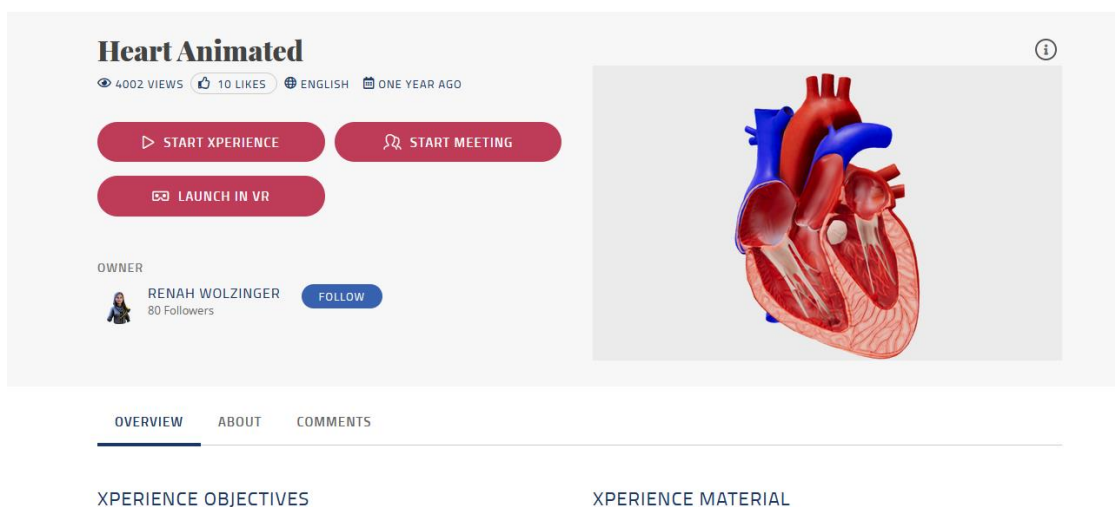 Heart Animated
4002 VIEWS 10 LIKES ENGLISH ONE YEAR AGO
START XPERIENCE
START MEETING
LAUNCH IN VR
OWNER
RENAH WOLZINGER
80 Followers
FOLLOW
OVERVIEW ABOUT COMMENTS
XPERIENCE OBJECTIVES
XPERIENCE MATERIAL